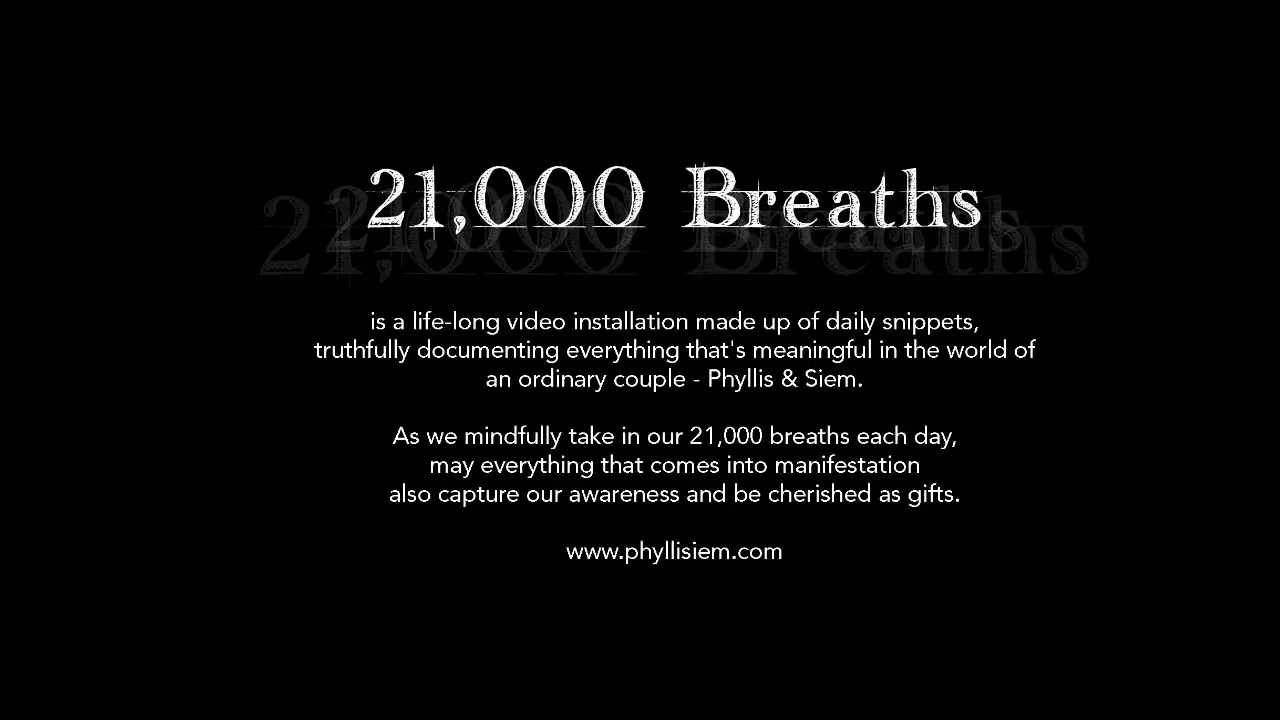 21,000 Breaths
is a life-long video installation made up of daily snippets,
truthfully documenting everything that's meaningful in the world of
an ordinary couple - Phyllis & Siem.
As we mindfully take in our 21,000 breaths each day,
may everything that comes into manifestation
also capture our awareness and be cherished as gifts.
www.phyllisiem.com